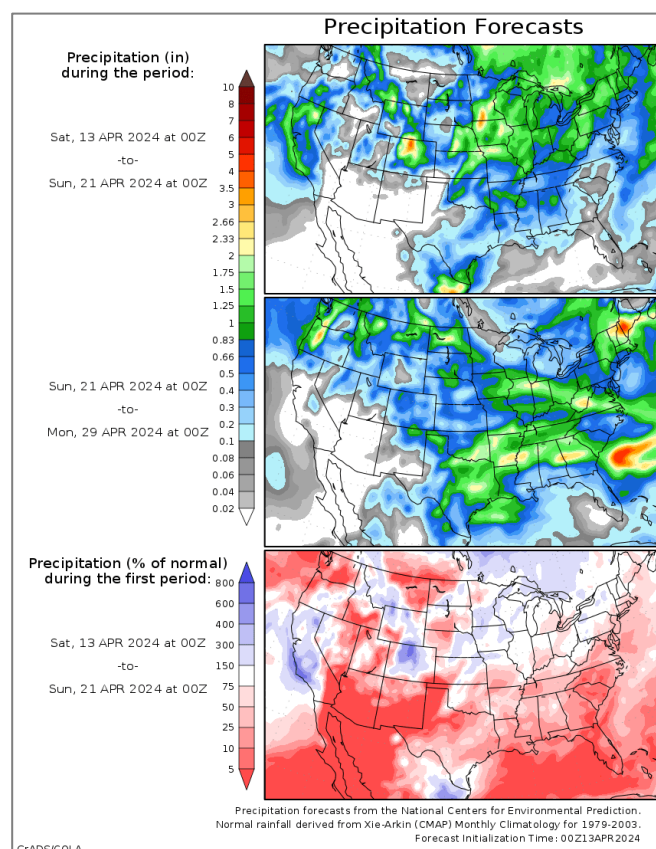 Precipitation Forecasts
Precipitation (in)
during the period:
Sat, 13 APR 2024 at 00Z
-to-
Sun, 21 APR 2024 at 00Z
10
8
7
6
5
4
3.5
3
2.66
2.33
2
1.75
1.5
1.25
1
0.83
0.66
0.5
0.4
0.3
0.2
0.1
0.08
0.06
0.04
0.02
Sun, 21 APR 2024 at 00Z
-to-
Mon, 29 APR 2024 at 00Z
Precipitation (% of normal)
during the first period:
Sat, 13 APR 2024 at 00Z
-to-
Sun, 21 APR 2024 at 00Z
800
600
400
300
150
75
50
25
10
5
Precipitation forecasts from the National Centers for Environmental Prediction.
Normal rainfall derived from Xie-Arkin (CMAP) Monthly Climatology for 1979-2003.
Forecast Initialization Time: 00Z13APR2024
GrADS/COLA